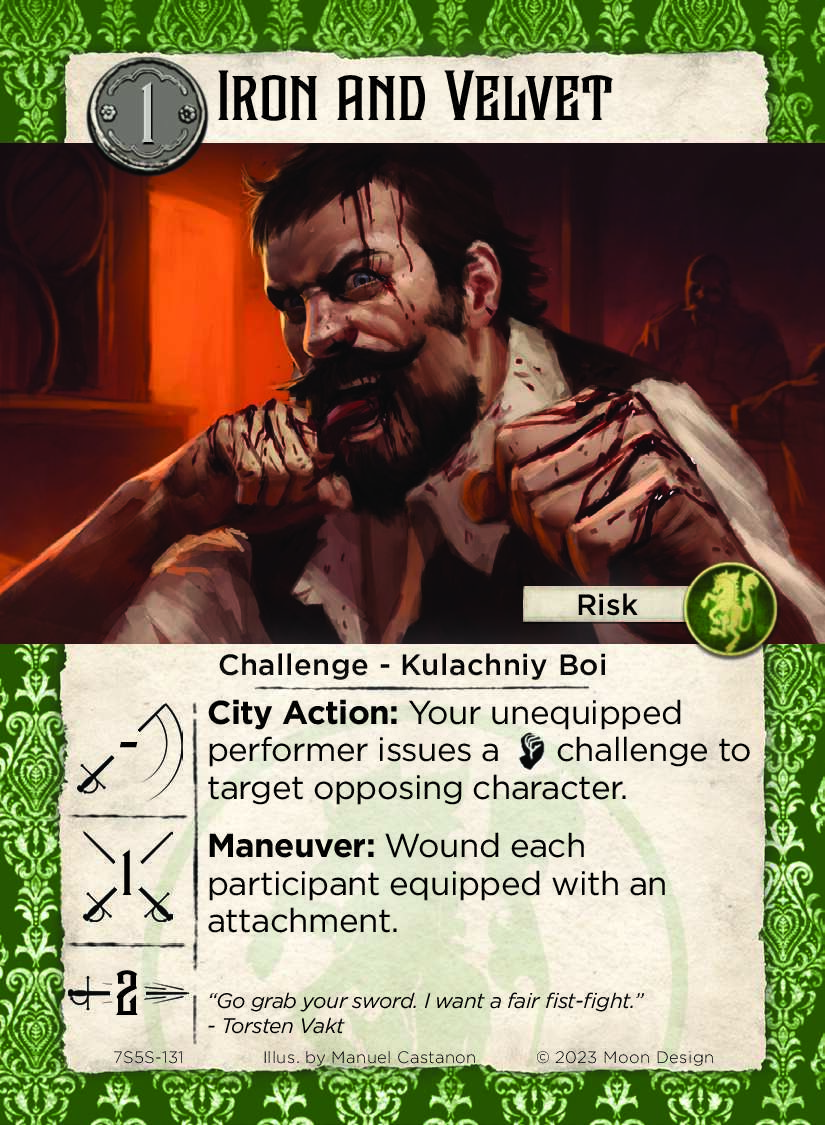 1 Iron and Velvet
Risk
Challenge - Kulachniy Boi
-
City Action: Your unequipped
performer issues a challenge to
target opposing character.
1
Maneuver: Wound each
participant equipped with an
attachment.
2
“Go grab your sword. I want a fair fist-fight.”
- Torsten Vakt
7S5S-131 Illus. by Manuel Castanon © 2023 Moon Design